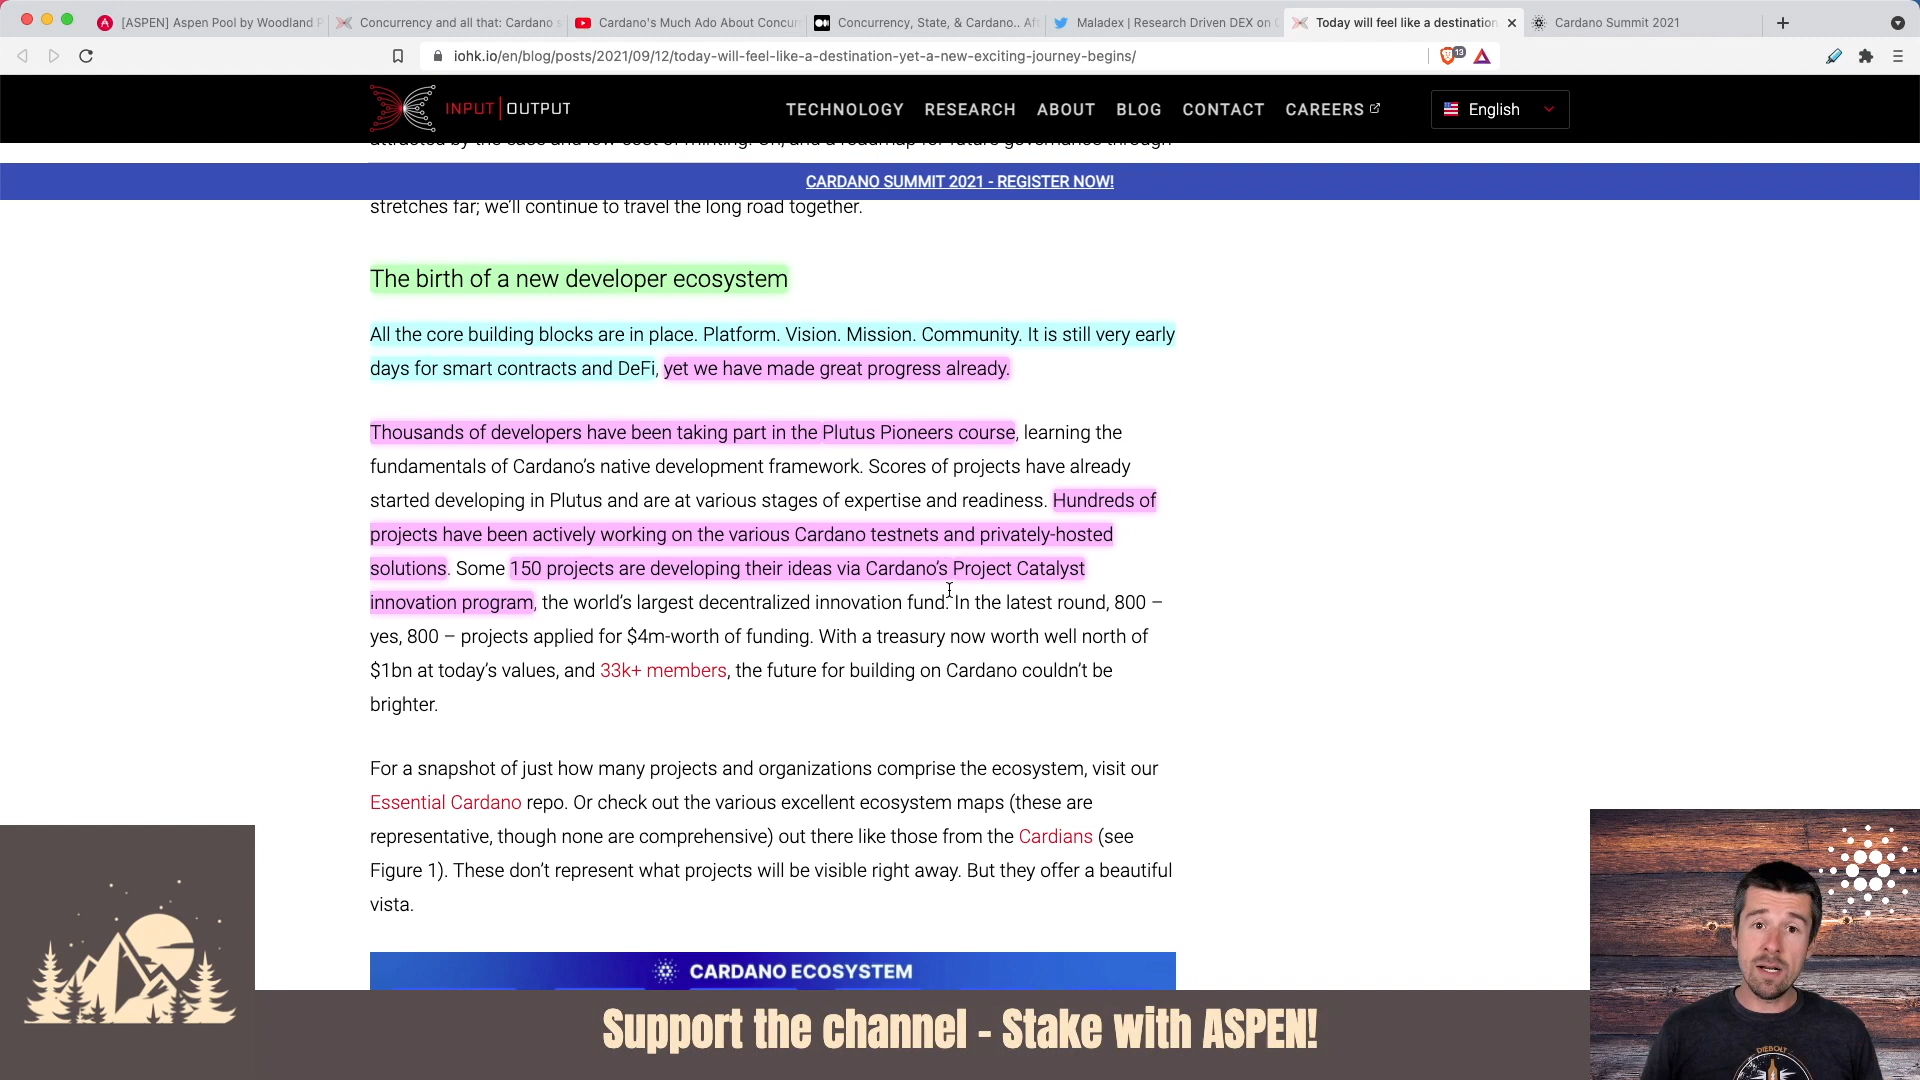 [ASPEN] Aspen Pool by Woodland P
Concurrency and all that: Cardano s
Cardano's Much Ado About Concur
Concurrency, State, & Cardano.. Aft
Maladex | Research Driven DEX on C
Today will feel like a destination
Cardano Summit 2021
iohk.io/en/blog/posts/2021/09/12/today-will-feel-like-a-destination-yet-a-new-exciting-journey-begins/
13
INPUT | OUTPUT
TECHNOLOGY RESEARCH ABOUT BLOG CONTACT CAREERS
English
CARDANO SUMMIT 2021 - REGISTER NOW!
stretches far; we'll continue to travel the long road together.
The birth of a new developer ecosystem
All the core building blocks are in place. Platform. Vision. Mission. Community. It is still very early
days for smart contracts and DeFi, yet we have made great progress already.
Thousands of developers have been taking part in the Plutus Pioneers course, learning the
fundamentals of Cardano's native development framework. Scores of projects have already
started developing in Plutus and are at various stages of expertise and readiness. Hundreds of
projects have been actively working on the various Cardano testnets and privately-hosted
solutions. Some 150 projects are developing their ideas via Cardano's Project Catalyst
innovation program, the world's largest decentralized innovation fund. In the latest round, 800 –
yes, 800 – projects applied for $4m-worth of funding. With a treasury now worth well north of
$1bn at today's values, and 33k+ members, the future for building on Cardano couldn't be
brighter.
For a snapshot of just how many projects and organizations comprise the ecosystem, visit our
Essential Cardano repo. Or check out the various excellent ecosystem maps (these are
representative, though none are comprehensive) out there like those from the Cardians (see
Figure 1). These don't represent what projects will be visible right away. But they offer a beautiful
vista.
CARDANO ECOSYSTEM
Support the channel - Stake with ASPEN!
DIEBOLT